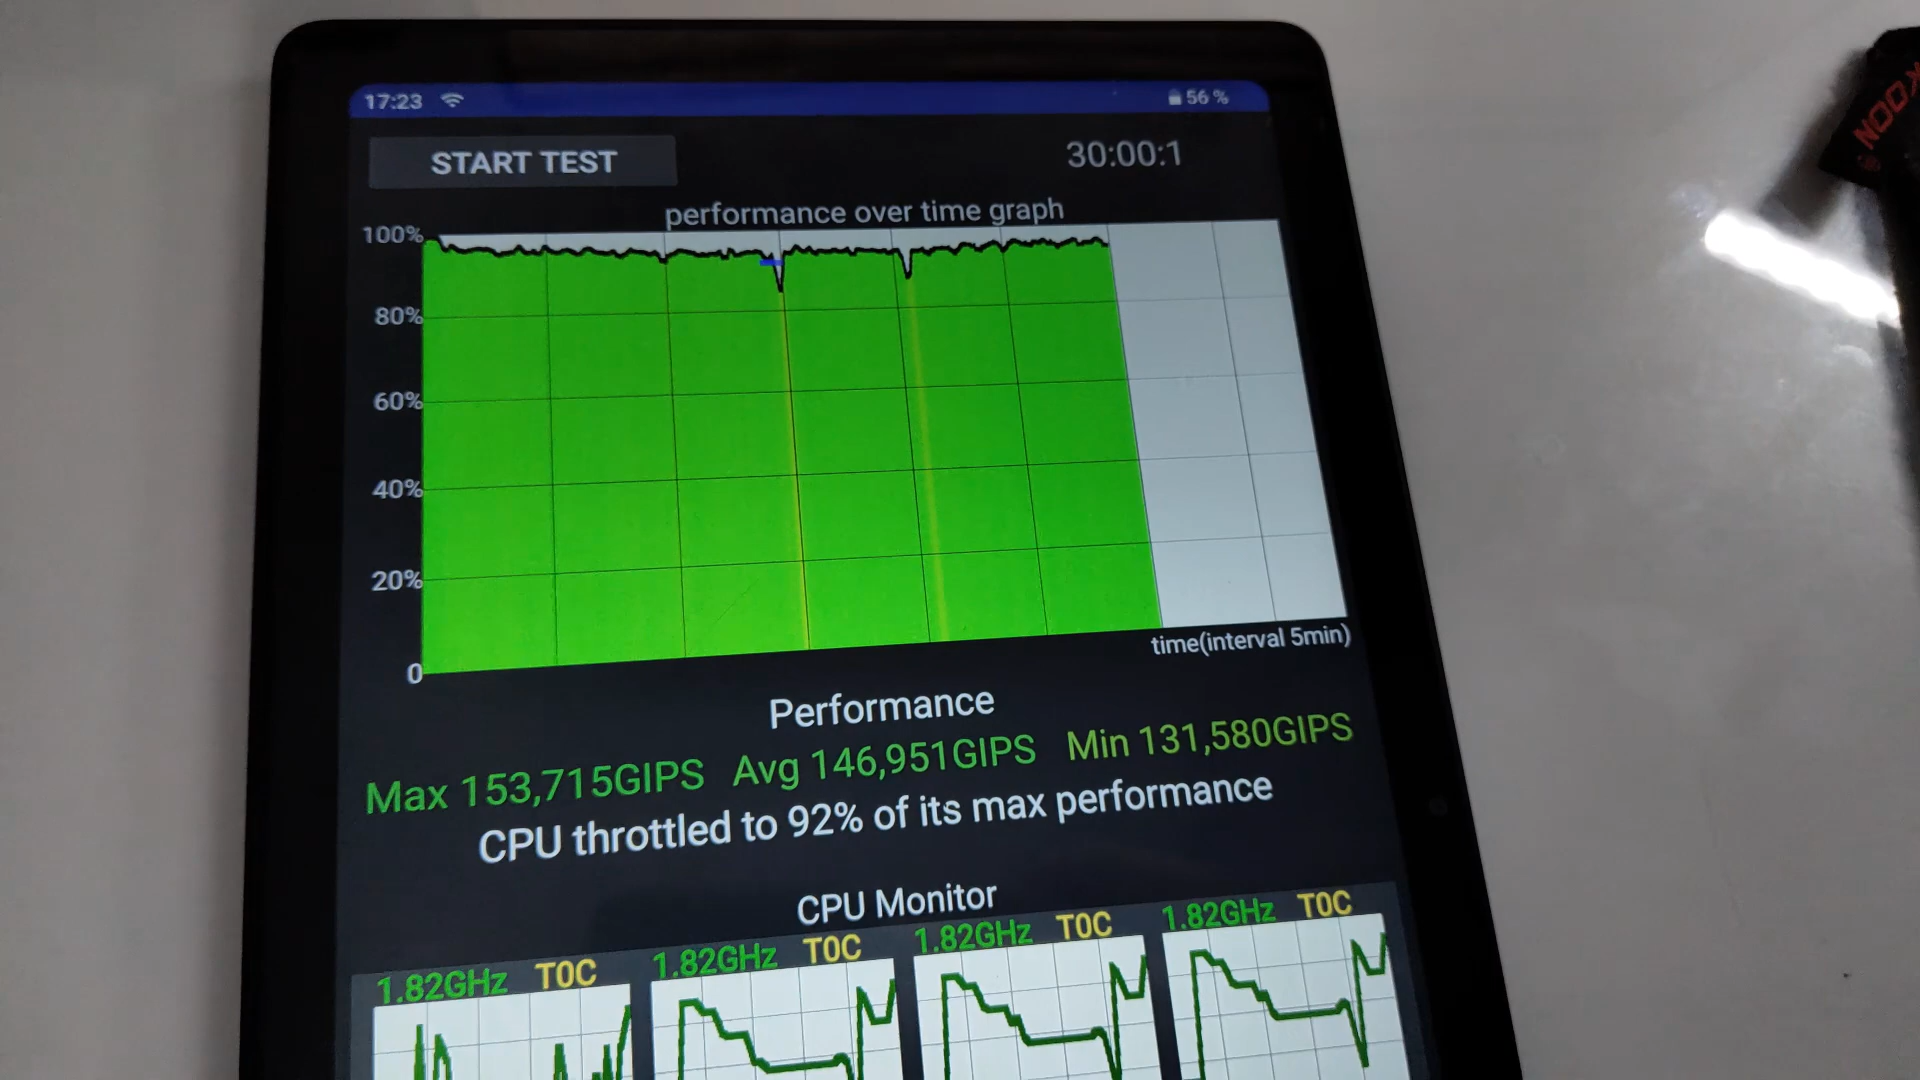 17:23 56 %
START TEST 30:00:1
performance over time graph
100%
80%
60%
40%
20%
0
time(interval 5min)
Performance
Max 153,715GIPS Avg 146,951GIPS Min 131,580GIPS
CPU throttled to 92% of its max performance
CPU Monitor
1.82GHz T0C 1.82GHz T0C 1.82GHz T0C 1.82GHz T0C